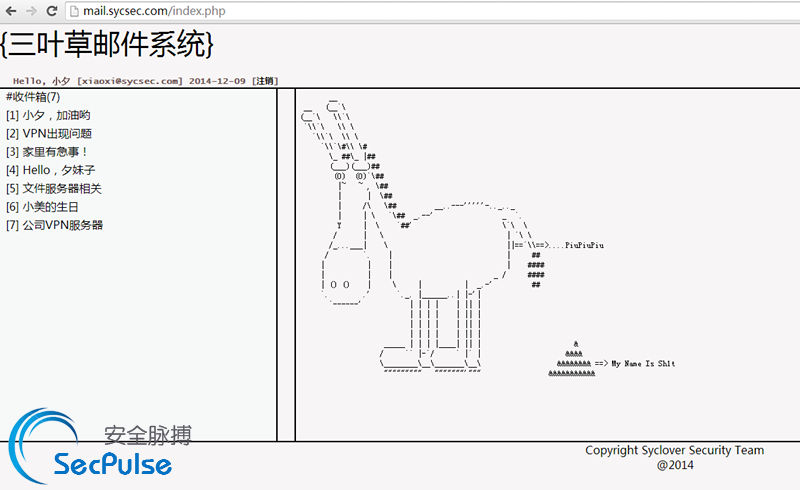 mail.sycsec.com/index.php
{三叶草邮件系统}
Hello, 小夕 [xiaoxi@sycsec.com] 2014-12-09 [注销]
#收件箱(7)
[1] 小夕，加油哟
[2] VPN出现问题
[3] 家里有急事！
[4] Hello，夕妹子
[5] 文件服务器相关
[6] 小美的生日
[7] 公司VPN服务器
PiuPiuPiu
==> My Name Is Sh1t
安全脉搏
SecPulse
Copyright Syclover Security Team
@2014